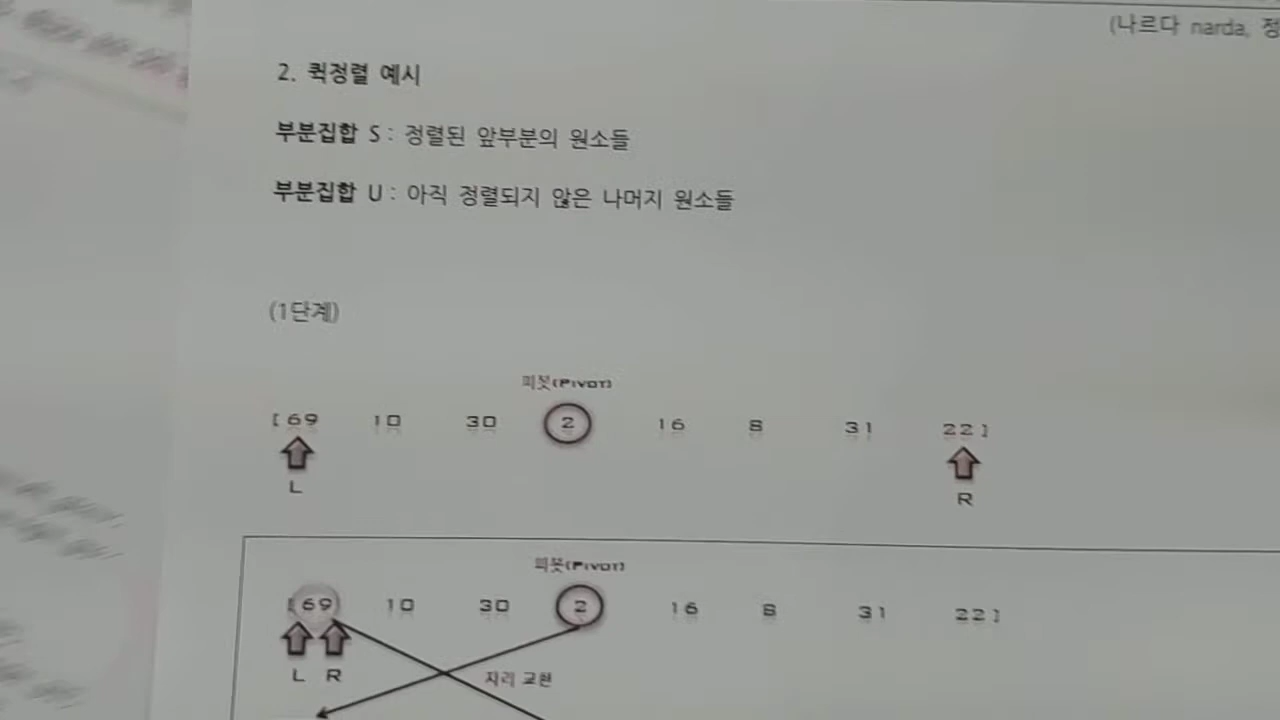 (나르다 narda, 정
2. 퀵정렬 예시
부분집합 S : 정렬된 앞부분의 원소들
부분집합 U : 아직 정렬되지 않은 나머지 원소들
(1단계)
피봇(PIVOT)
[ 69 10 30 2 16 8 31 22 ]
L R
피봇(PIVOT)
[ 69 10 30 2 16 8 31 22 ]
L R 자리 교환